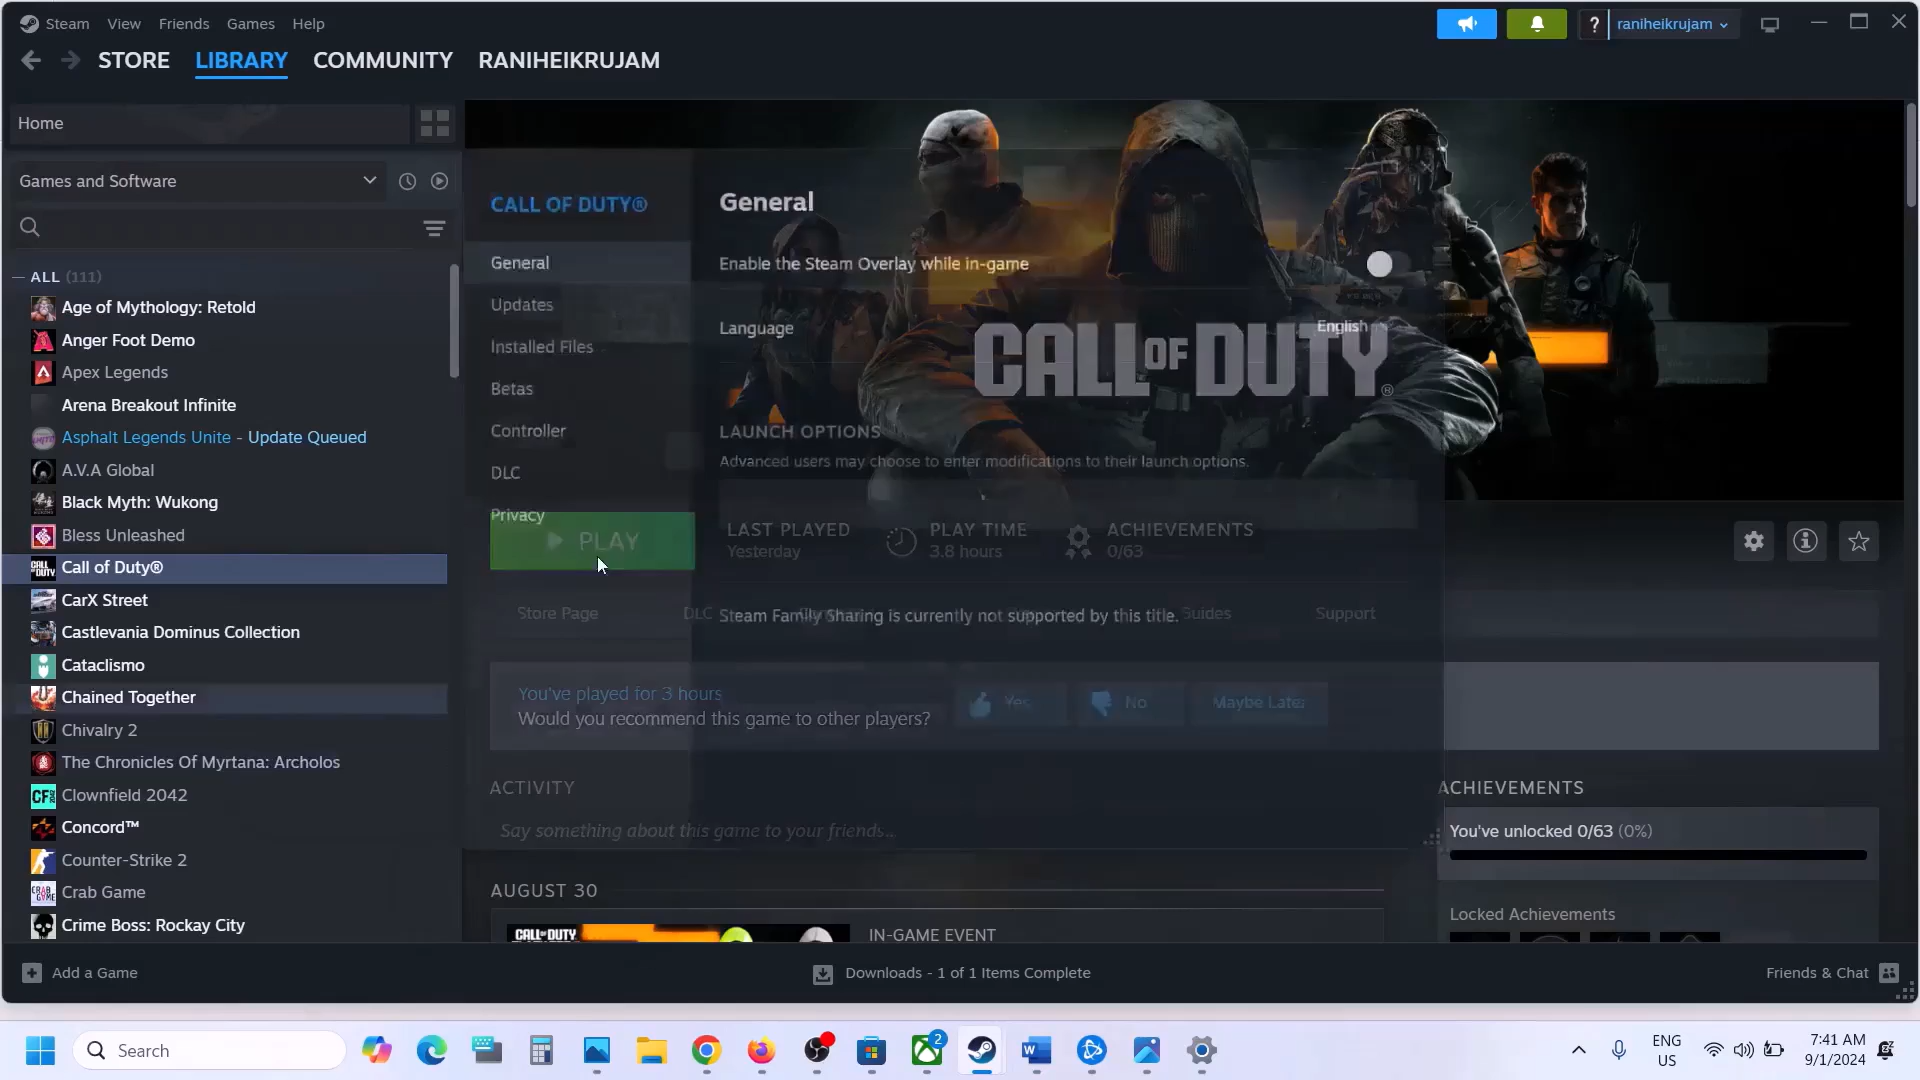 Steam View Friends Games Help
? raniheikrujam
STORE LIBRARY COMMUNITY RANIHEIKRUJAM
Home
Games and Software
ALL (111)
Age of Mythology: Retold
Anger Foot Demo
Apex Legends
Arena Breakout Infinite
Asphalt Legends Unite - Update Queued
A.V.A Global
Black Myth: Wukong
Bless Unleashed
Call of Duty®
CarX Street
Castlevania Dominus Collection
Cataclismo
Chained Together
Chivalry 2
The Chronicles Of Myrtana: Archolos
Clownfield 2042
Concord™
Counter-Strike 2
Crab Game
Crime Boss: Rockay City
CALL OF DUTY®
General
Updates
Installed Files
Betas
Controller
DLC
Privacy
General
Enable the Steam Overlay while in-game
Language English
CALL OF DUTY®
LAUNCH OPTIONS
Advanced users may choose to enter modifications to their launch options.
PLAY
LAST PLAYED
Yesterday
PLAY TIME
3.8 hours
ACHIEVEMENTS
0/63
Store Page DLC Guides Support
Steam Family Sharing is currently not supported by this title.
You've played for 3 hours
Would you recommend this game to other players?
Yes No Maybe Later
ACTIVITY
Say something about this game to your friends...
AUGUST 30
CALL OF DUTY
IN-GAME EVENT
ACHIEVEMENTS
You've unlocked 0/63 (0%)
Locked Achievements
Add a Game
Downloads - 1 of 1 Items Complete
Friends & Chat
Search
2
ENG
US
7:41 AM
9/1/2024